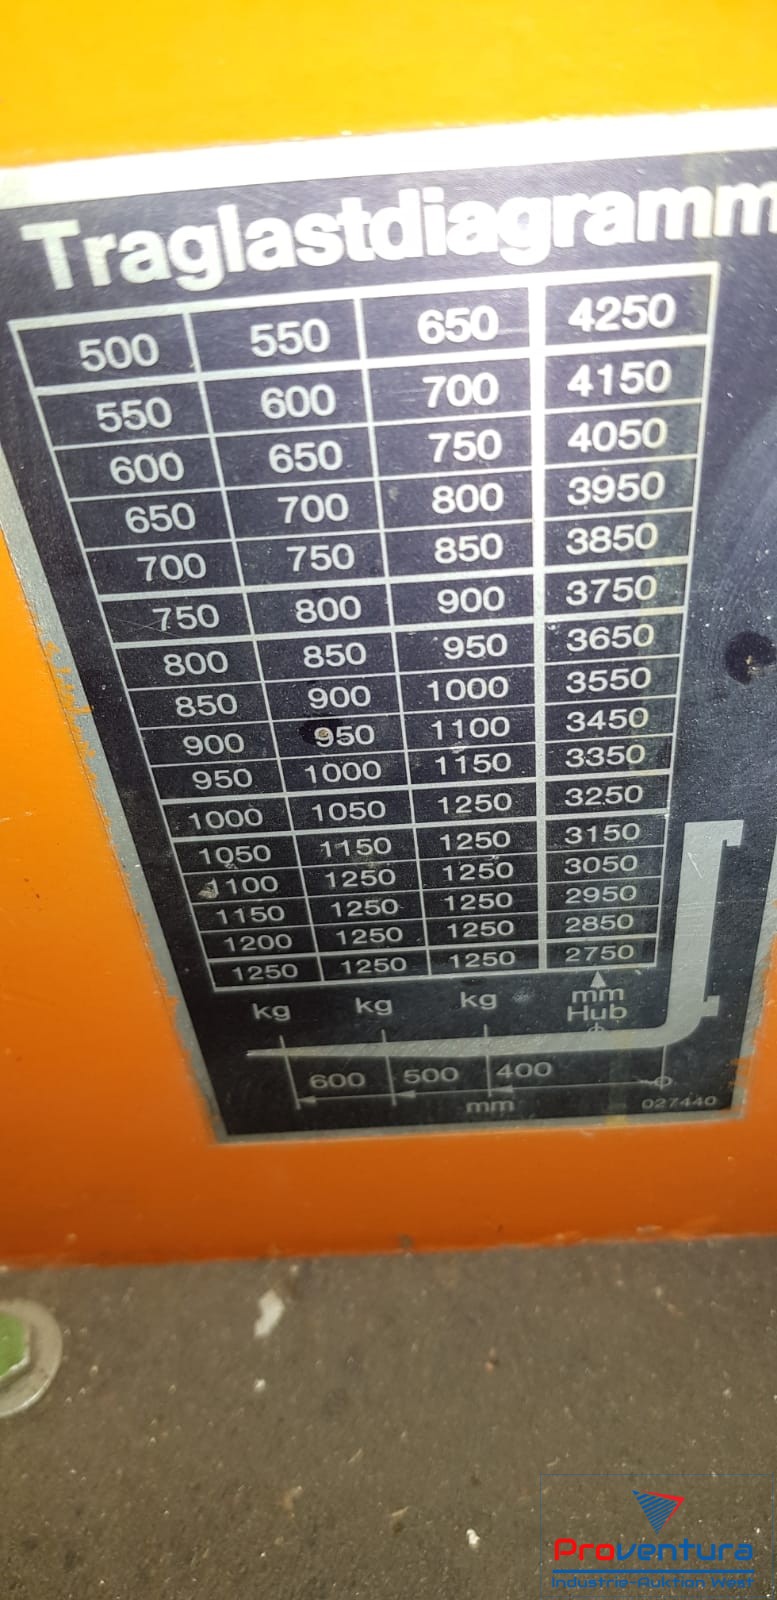 Traglastdiagramm
500 550 650 4250
550 600 700 4150
600 650 750 4050
650 700 800 3950
700 750 850 3850
750 800 900 3750
800 850 950 3650
850 900 1000 3550
900 950 1100 3450
950 1000 1150 3350
1000 1050 1250 3250
1050 1150 1250 3150
1100 1250 1250 3050
1150 1250 1250 2950
1200 1250 1250 2850
1250 1250 1250 2750
kg kg kg mm
Hub
600 500 400
mm 027440
Proventura
Industrie-Auktion West